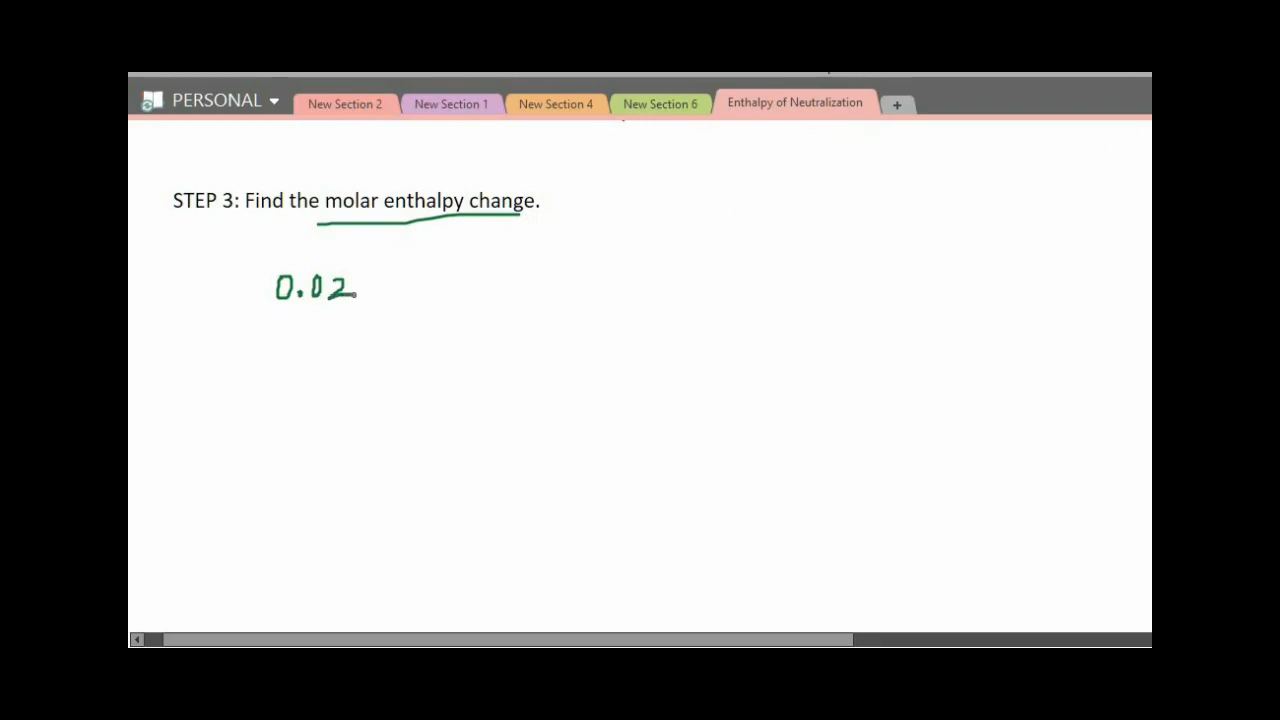 PERSONAL
New Section 2
New Section 1
New Section 4
New Section 6
Enthalpy of Neutralization
+
STEP 3: Find the molar enthalpy change.
0.02